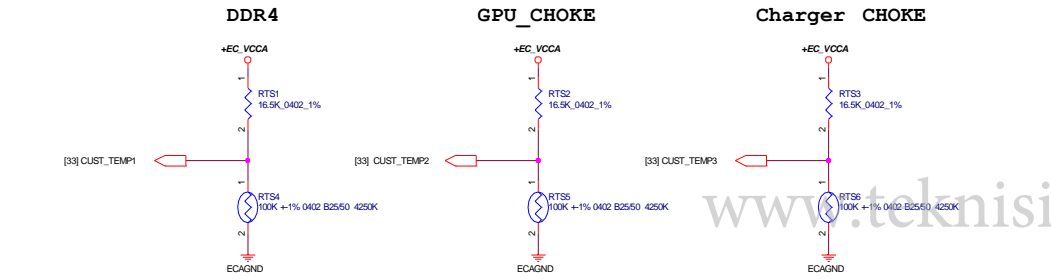 DDR4
GPU_CHOKE
Charger CHOKE
+EC_VCCA
+EC_VCCA
+EC_VCCA
1
1
1
RTS1
16.5K_0402_1%
RTS2
16.5K_0402_1%
RTS3
16.5K_0402_1%
2
2
2
[33] CUST_TEMP1
[33] CUST_TEMP2
[33] CUST_TEMP3
1
1
1
RTS4
100K +-1% 0402 B25/50 4250K
RTS5
100K +-1% 0402 B25/50 4250K
RTS6
100K +-1% 0402 B25/50 4250K
www.teknisi
2
2
2
ECAGND
ECAGND
ECAGND